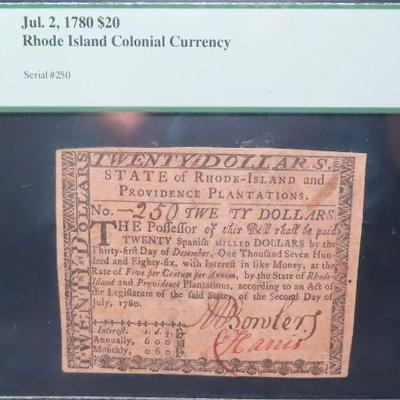 Jul. 2, 1780 $20
Rhode Island Colonial Currency
Serial #250
TWENTY DOLLARS.
TWENTY DOLLARS
STATE of RHODE-ISLAND and
PROVIDENCE PLANTATIONS.
No. 250 TWE TY DOLLARS.
THE Possessor of this Bill shall be paid
TWENTY Spanish MILLED DOLLARS by the
Thirty-first Day of December, One Thousand Seven Hund
red and Eighty-six, with Interest in like Money, at the
Rate of Five per Centum per Annum, by the State of Rhode-
Island and Providence Plantations, according to an Act of
the Legislature of the said State, of the Second Day of
July, 1780.
Interest. s. d. q.
Annually, 6 0 0
Monthly, 0 6 0
ABowlers
CHarris